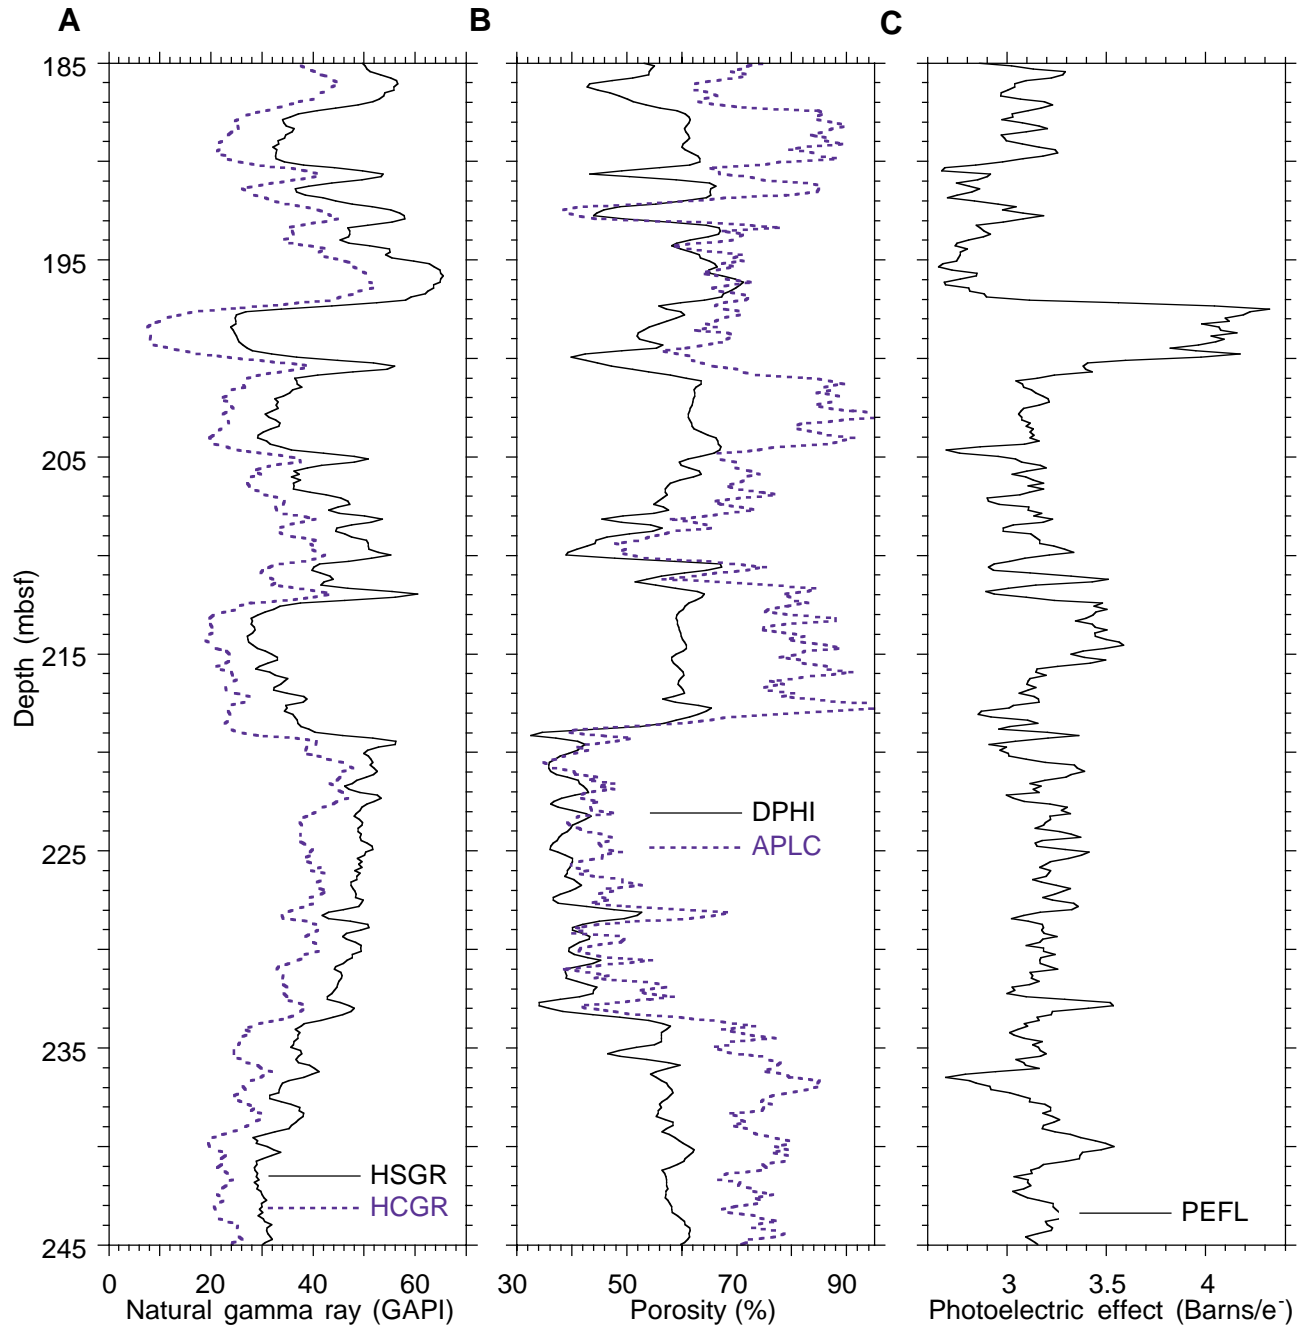 A
B
C
185
195
205
215
225
235
245
Depth (mbsf)
HSGR
HCGR
DPHI
APLC
PEFL
0 20 40 60
30 50 70 90
3 3.5 4
Natural gamma ray (GAPI)
Porosity (%)
Photoelectric effect (Barns/e⁻)